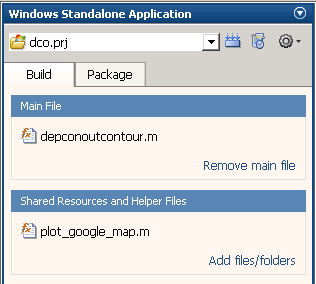 Windows Standalone Application
dco.prj
Build Package
Main File
depconoutcontour.m
Remove main file
Shared Resources and Helper Files
plot_google_map.m
Add files/folders